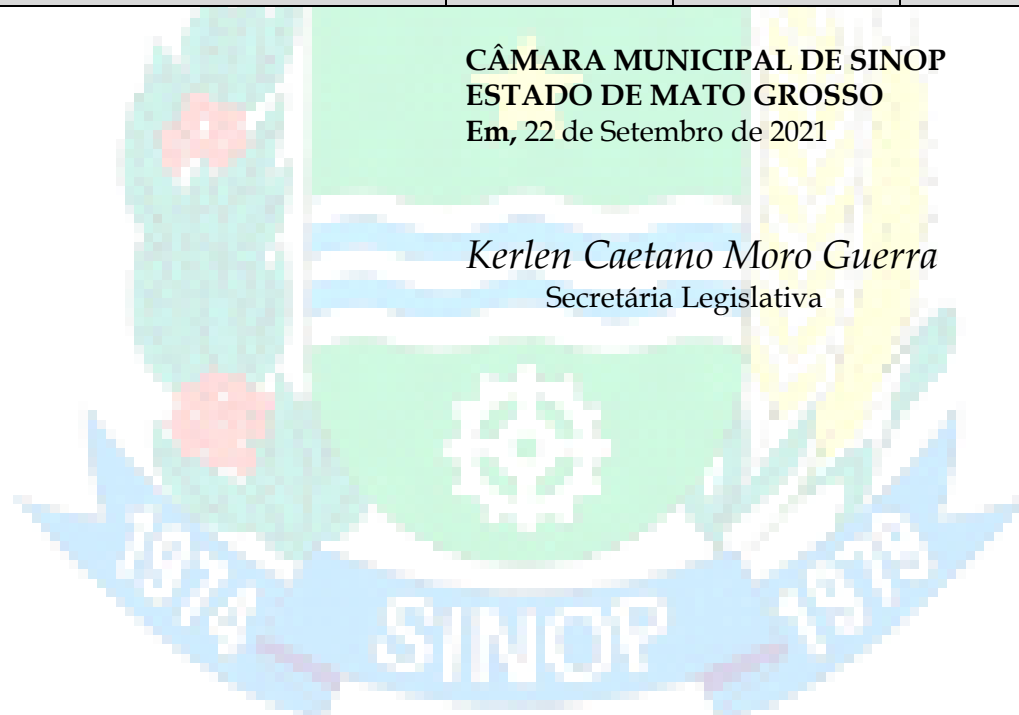 CÂMARA MUNICIPAL DE SINOP
ESTADO DE MATO GROSSO
Em, 22 de Setembro de 2021
Kerlen Caetano Moro Guerra
Secretária Legislativa
1974 SINOP 1979